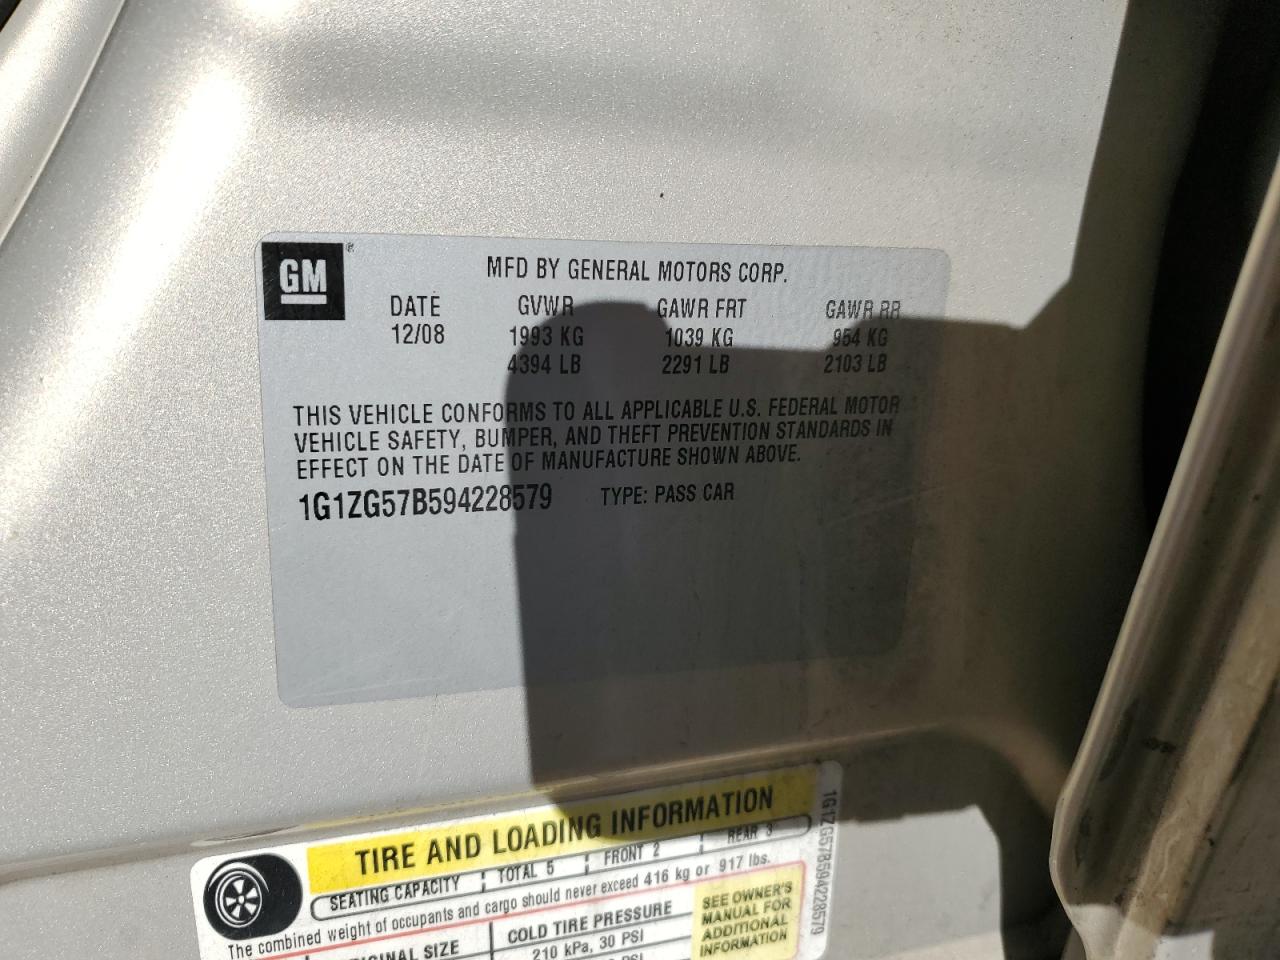 GM®
MFD BY GENERAL MOTORS CORP.
DATE GVWR GAWR FRT GAWR RR
12/08 1993 KG 1039 KG 954 KG
4394 LB 2291 LB 2103 LB
THIS VEHICLE CONFORMS TO ALL APPLICABLE U.S. FEDERAL MOTOR
VEHICLE SAFETY, BUMPER, AND THEFT PREVENTION STANDARDS IN
EFFECT ON THE DATE OF MANUFACTURE SHOWN ABOVE.
1G1ZG57B594228579 TYPE: PASS CAR
TIRE AND LOADING INFORMATION
SEATING CAPACITY TOTAL 5 FRONT 2 REAR 3
The combined weight of occupants and cargo should never exceed 416 kg or 917 lbs.
SIZE COLD TIRE PRESSURE
210 kPa, 30 PSI
PSI
SEE OWNER'S
MANUAL FOR
ADDITIONAL
INFORMATION
1G1ZG57B594228579